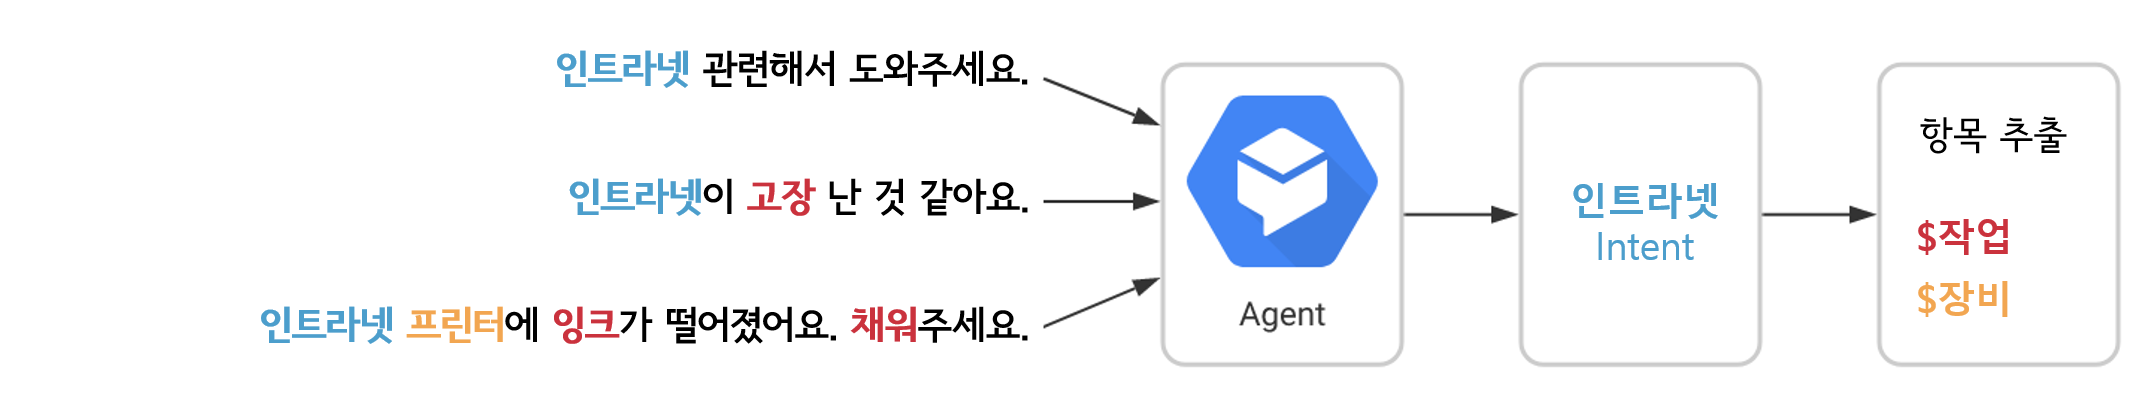 인트라넷 관련해서 도와주세요.
인트라넷이 고장 난 것 같아요.
인트라넷 프린터에 잉크가 떨어졌어요. 채워주세요.
Agent
인트라넷
Intent
항목 추출
$작업
$장비